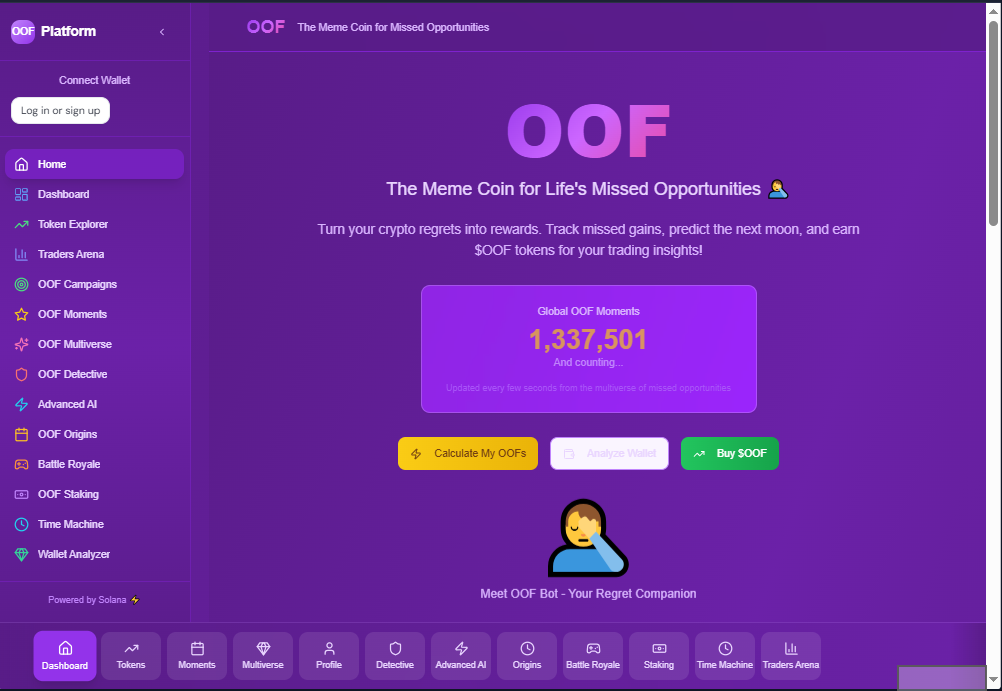 OOF Platform
Connect Wallet
Log in or sign up
Home
Dashboard
Token Explorer
Traders Arena
OOF Campaigns
OOF Moments
OOF Multiverse
OOF Detective
Advanced AI
OOF Origins
Battle Royale
OOF Staking
Time Machine
Wallet Analyzer
Powered by Solana ⚡
OOF The Meme Coin for Missed Opportunities
OOF
The Meme Coin for Life's Missed Opportunities 🤦‍♂️
Turn your crypto regrets into rewards. Track missed gains, predict the next moon, and earn
$OOF tokens for your trading insights!
Global OOF Moments
1,337,501
And counting...
Updated every few seconds from the multiverse of missed opportunities
Calculate My OOFs
Analyze Wallet
Buy $OOF
Meet OOF Bot - Your Regret Companion
Dashboard
Tokens
Moments
Multiverse
Profile
Detective
Advanced AI
Origins
Battle Royale
Staking
Time Machine
Traders Arena